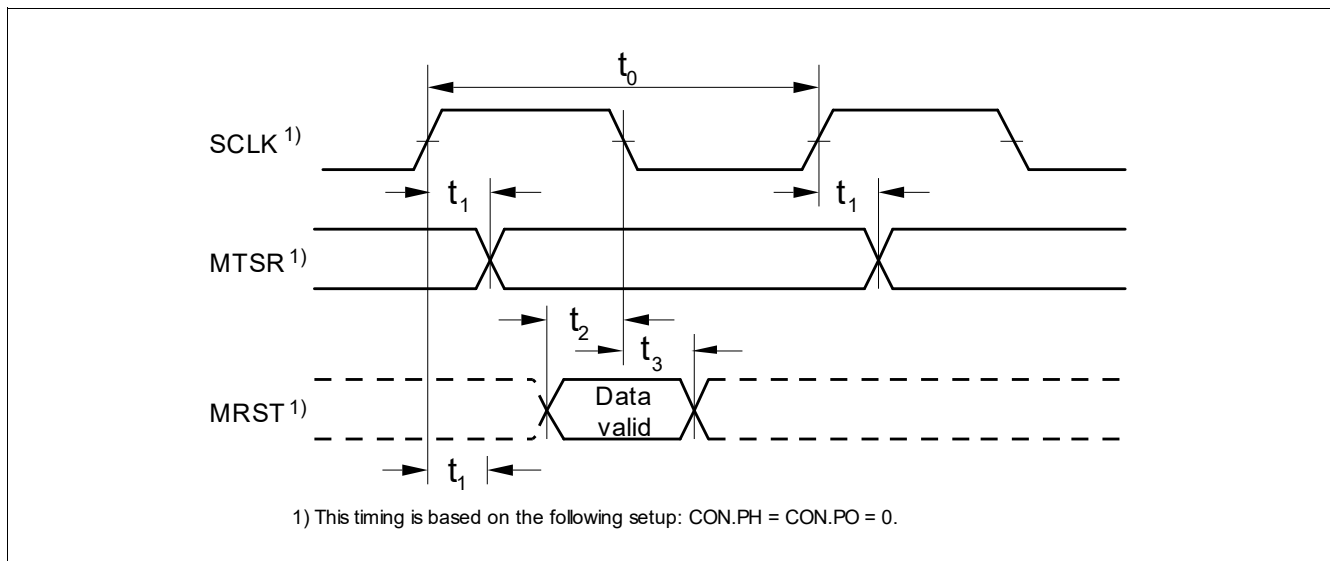 t0
SCLK 1)
t1 t1
MTSR 1)
t2
t3
MRST 1)
Data
valid
t1
1) This timing is based on the following setup: CON.PH = CON.PO = 0.